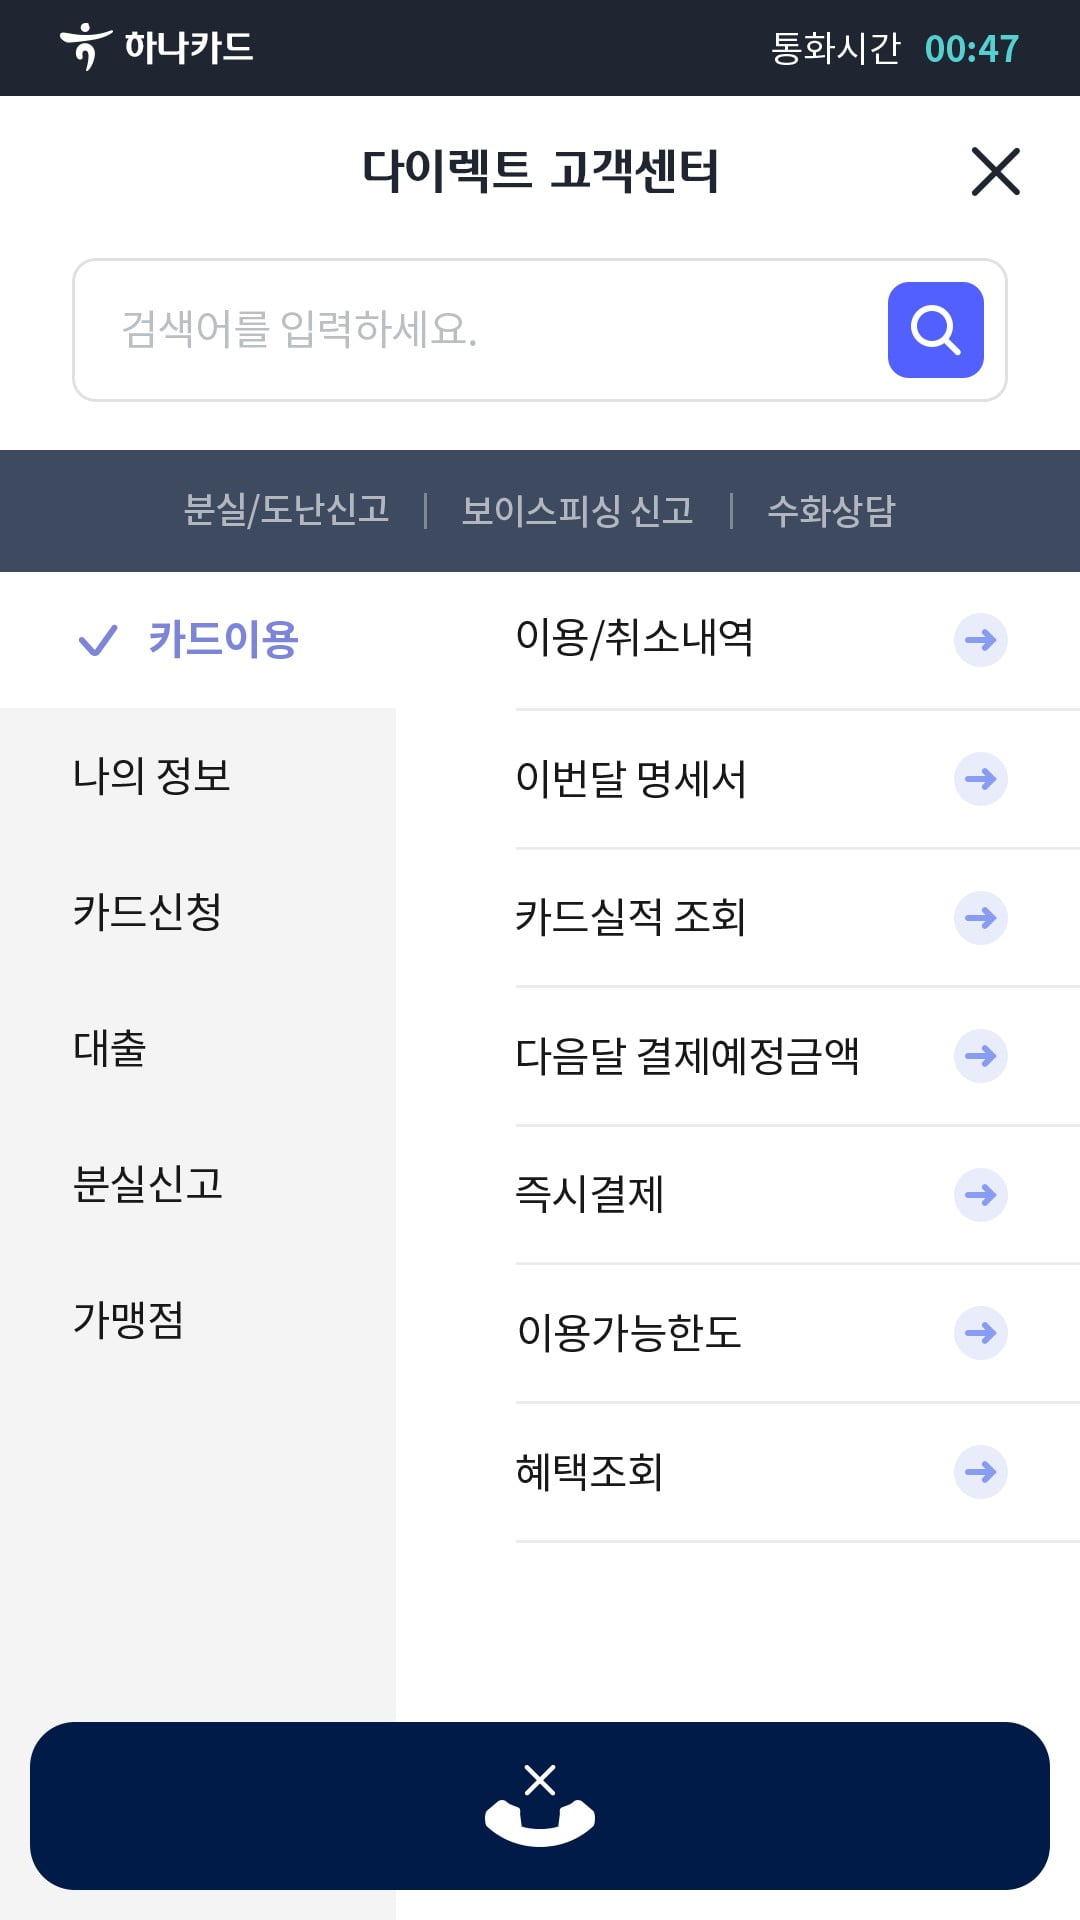 하나카드
통화시간 00:47
다이렉트 고객센터
검색어를 입력하세요.
분실/도난신고 | 보이스피싱 신고 | 수화상담
카드이용
나의 정보
카드신청
대출
분실신고
가맹점
이용/취소내역
이번달 명세서
카드실적 조회
다음달 결제예정금액
즉시결제
이용가능한도
혜택조회